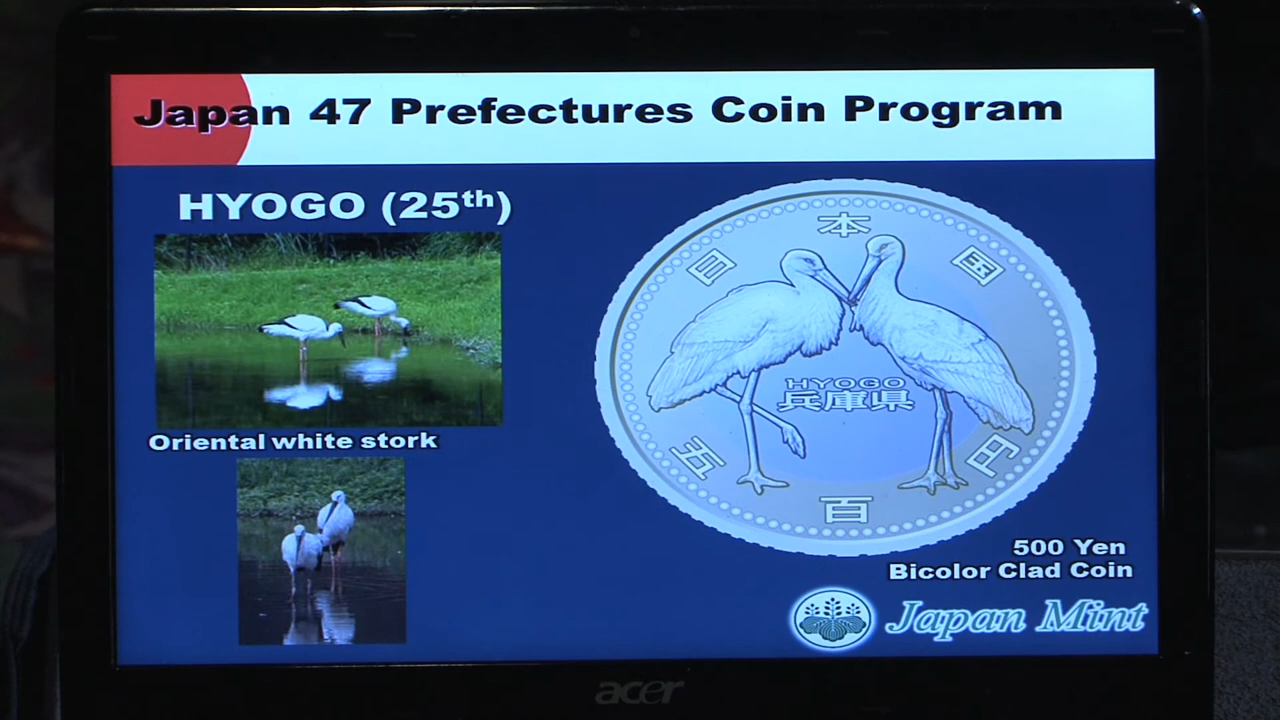 Japan 47 Prefectures Coin Program
HYOGO (25th)
Oriental white stork
日本国
HYOGO
兵庫県
五百円
500 Yen
Bicolor Clad Coin
Japan Mint
acer